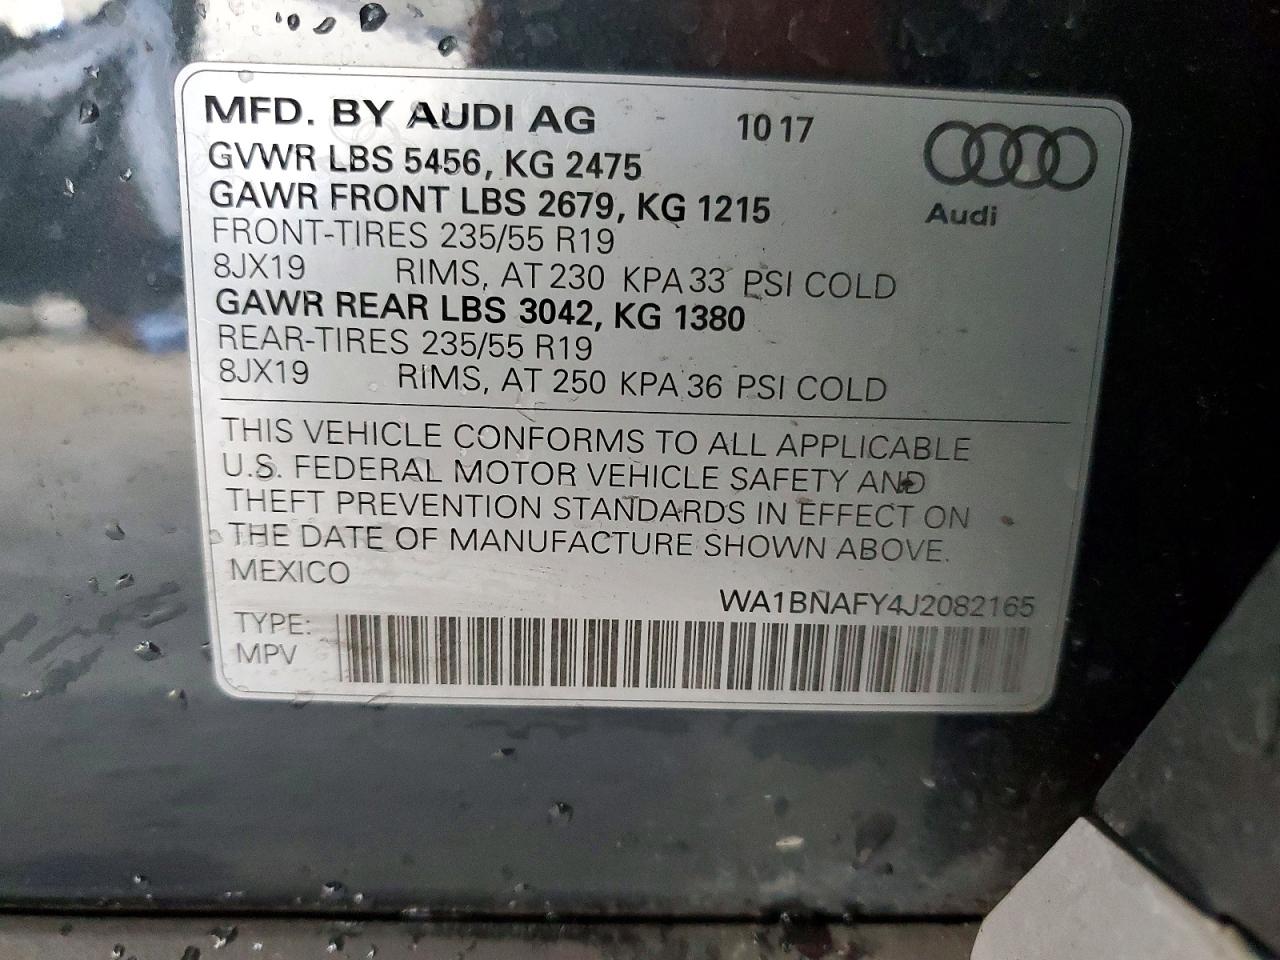 MFD. BY AUDI AG 10 17
GVWR LBS 5456, KG 2475
GAWR FRONT LBS 2679, KG 1215
Audi
FRONT-TIRES 235/55 R19
8JX19 RIMS, AT 230 KPA 33 PSI COLD
GAWR REAR LBS 3042, KG 1380
REAR-TIRES 235/55 R19
8JX19 RIMS, AT 250 KPA 36 PSI COLD
THIS VEHICLE CONFORMS TO ALL APPLICABLE
U.S. FEDERAL MOTOR VEHICLE SAFETY AND
THEFT PREVENTION STANDARDS IN EFFECT ON
THE DATE OF MANUFACTURE SHOWN ABOVE.
MEXICO
WA1BNAFY4J2082165
TYPE:
MPV